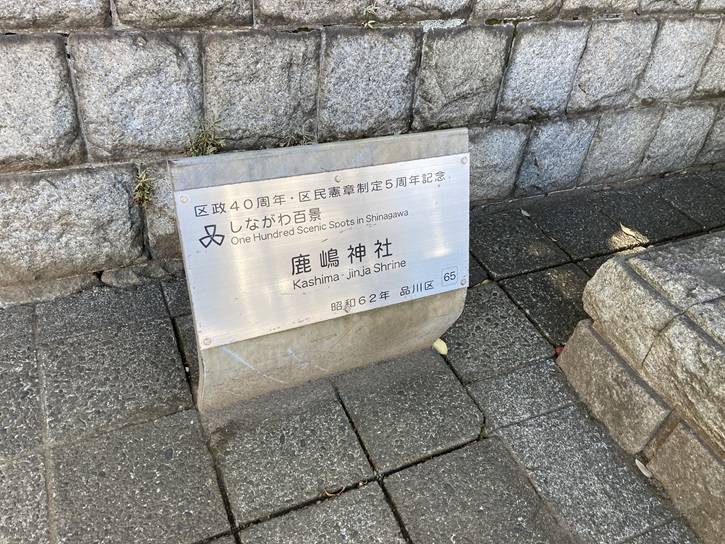 区政40周年・区民憲章制定5周年記念
しながわ百景
One Hundred Scenic Spots in Shinagawa
鹿嶋神社
Kashima-jinja Shrine
昭和62年 品川区 65